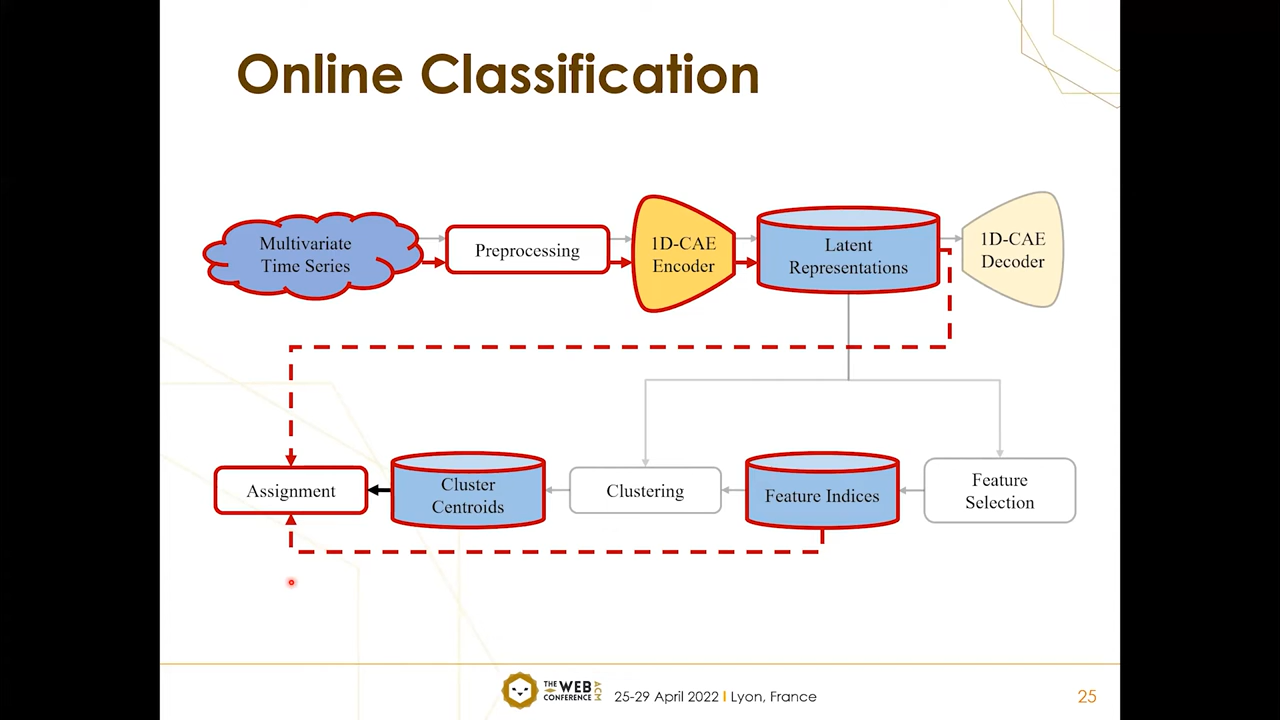 Online Classification
Multivariate
Time Series
Preprocessing
1D-CAE
Encoder
Latent
Representations
1D-CAE
Decoder
Assignment
Cluster
Centroids
Clustering
Feature Indices
Feature
Selection
THE WEB
CONFERENCE
ACM
25-29 April 2022 I Lyon, France
25